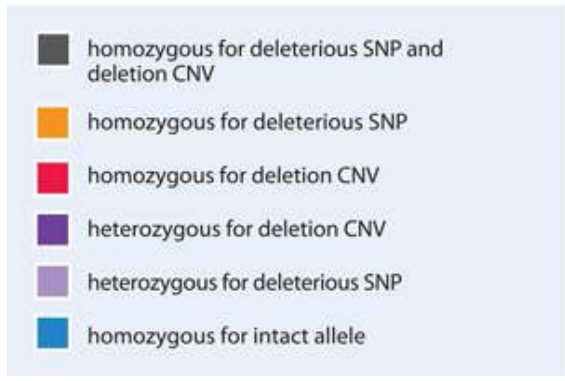 homozygous for deleterious SNP and
deletion CNV
homozygous for deleterious SNP
homozygous for deletion CNV
heterozygous for deletion CNV
heterozygous for deleterious SNP
homozygous for intact allele